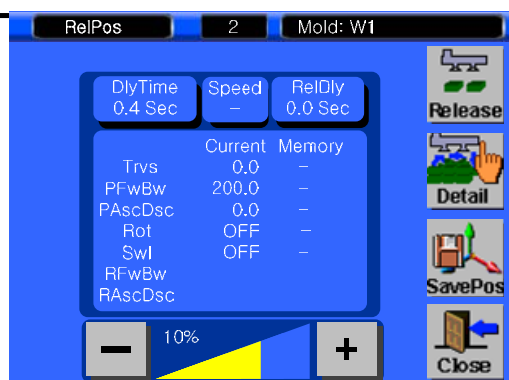 RelPos 2 Mold: W1
DlyTime Speed RelDly
0.4 Sec – 0.0 Sec
Current Memory
Trvs 0.0 –
PFwBw 200.0 –
PAscDsc 0.0 –
Rot OFF –
Swl OFF –
RFwBw
RAscDsc
− 10% +
Release
Detail
SavePos
Close